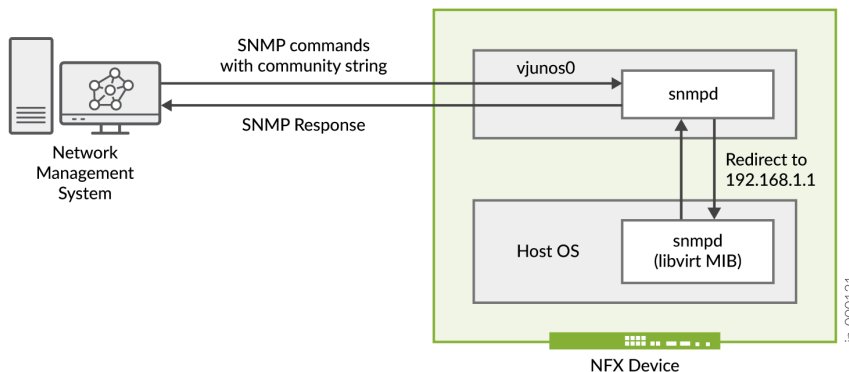 SNMP commands
with community string
SNMP Response
Network
Management
System
vjunos0
snmpd
Redirect to
192.168.1.1
Host OS
snmpd
(libvirt MIB)
NFX Device